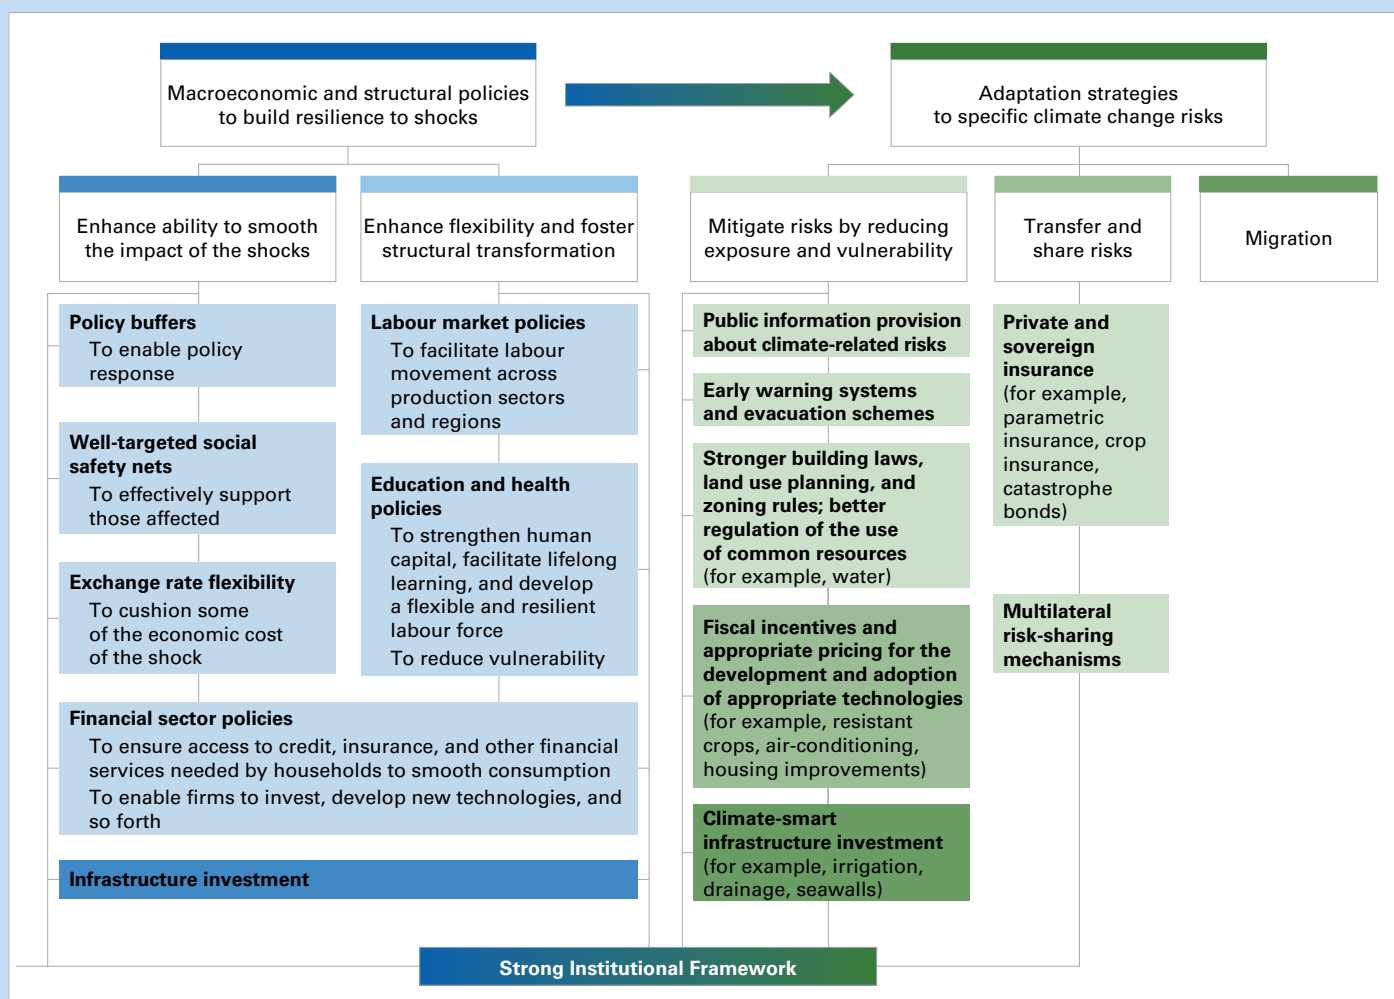 Macroeconomic and structural policies
to build resilience to shocks
Adaptation strategies
to specific climate change risks
Enhance ability to smooth
the impact of the shocks
Enhance flexibility and foster
structural transformation
Mitigate risks by reducing
exposure and vulnerability
Transfer and
share risks
Migration
Policy buffers
To enable policy
response
Well-targeted social
safety nets
To effectively support
those affected
Exchange rate flexibility
To cushion some
of the economic cost
of the shock
Labour market policies
To facilitate labour
movement across
production sectors
and regions
Education and health
policies
To strengthen human
capital, facilitate lifelong
learning, and develop
a flexible and resilient
labour force
To reduce vulnerability
Financial sector policies
To ensure access to credit, insurance, and other financial
services needed by households to smooth consumption
To enable firms to invest, develop new technologies, and
so forth
Infrastructure investment
Public information provision
about climate-related risks
Early warning systems
and evacuation schemes
Stronger building laws,
land use planning, and
zoning rules; better
regulation of the use
of common resources
(for example, water)
Fiscal incentives and
appropriate pricing for the
development and adoption
of appropriate technologies
(for example, resistant
crops, air-conditioning,
housing improvements)
Climate-smart
infrastructure investment
(for example, irrigation,
drainage, seawalls)
Private and
sovereign
insurance
(for example,
parametric
insurance, crop
insurance,
catastrophe
bonds)
Multilateral
risk-sharing
mechanisms
Strong Institutional Framework